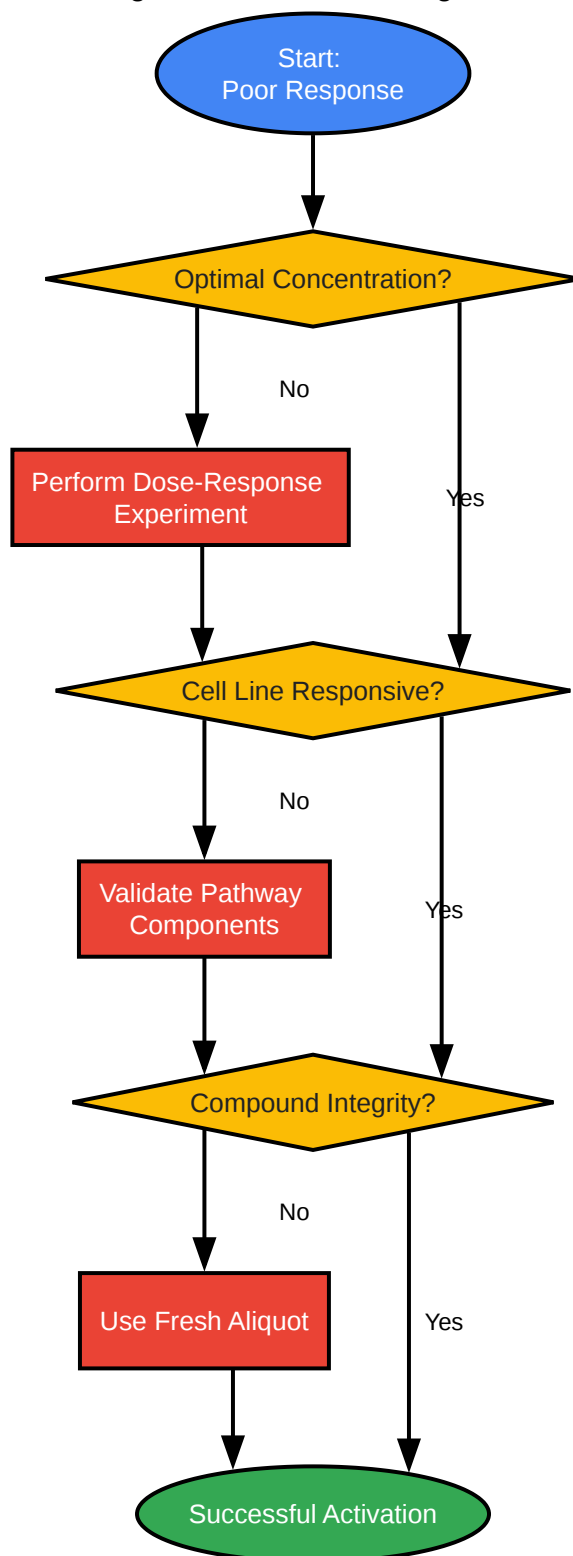 Start:
Poor Response
Optimal Concentration?
No
Perform Dose-Response
Experiment
Yes
Cell Line Responsive?
No
Validate Pathway
Components
Yes
Compound Integrity?
No
Use Fresh Aliquot
Yes
Successful Activation